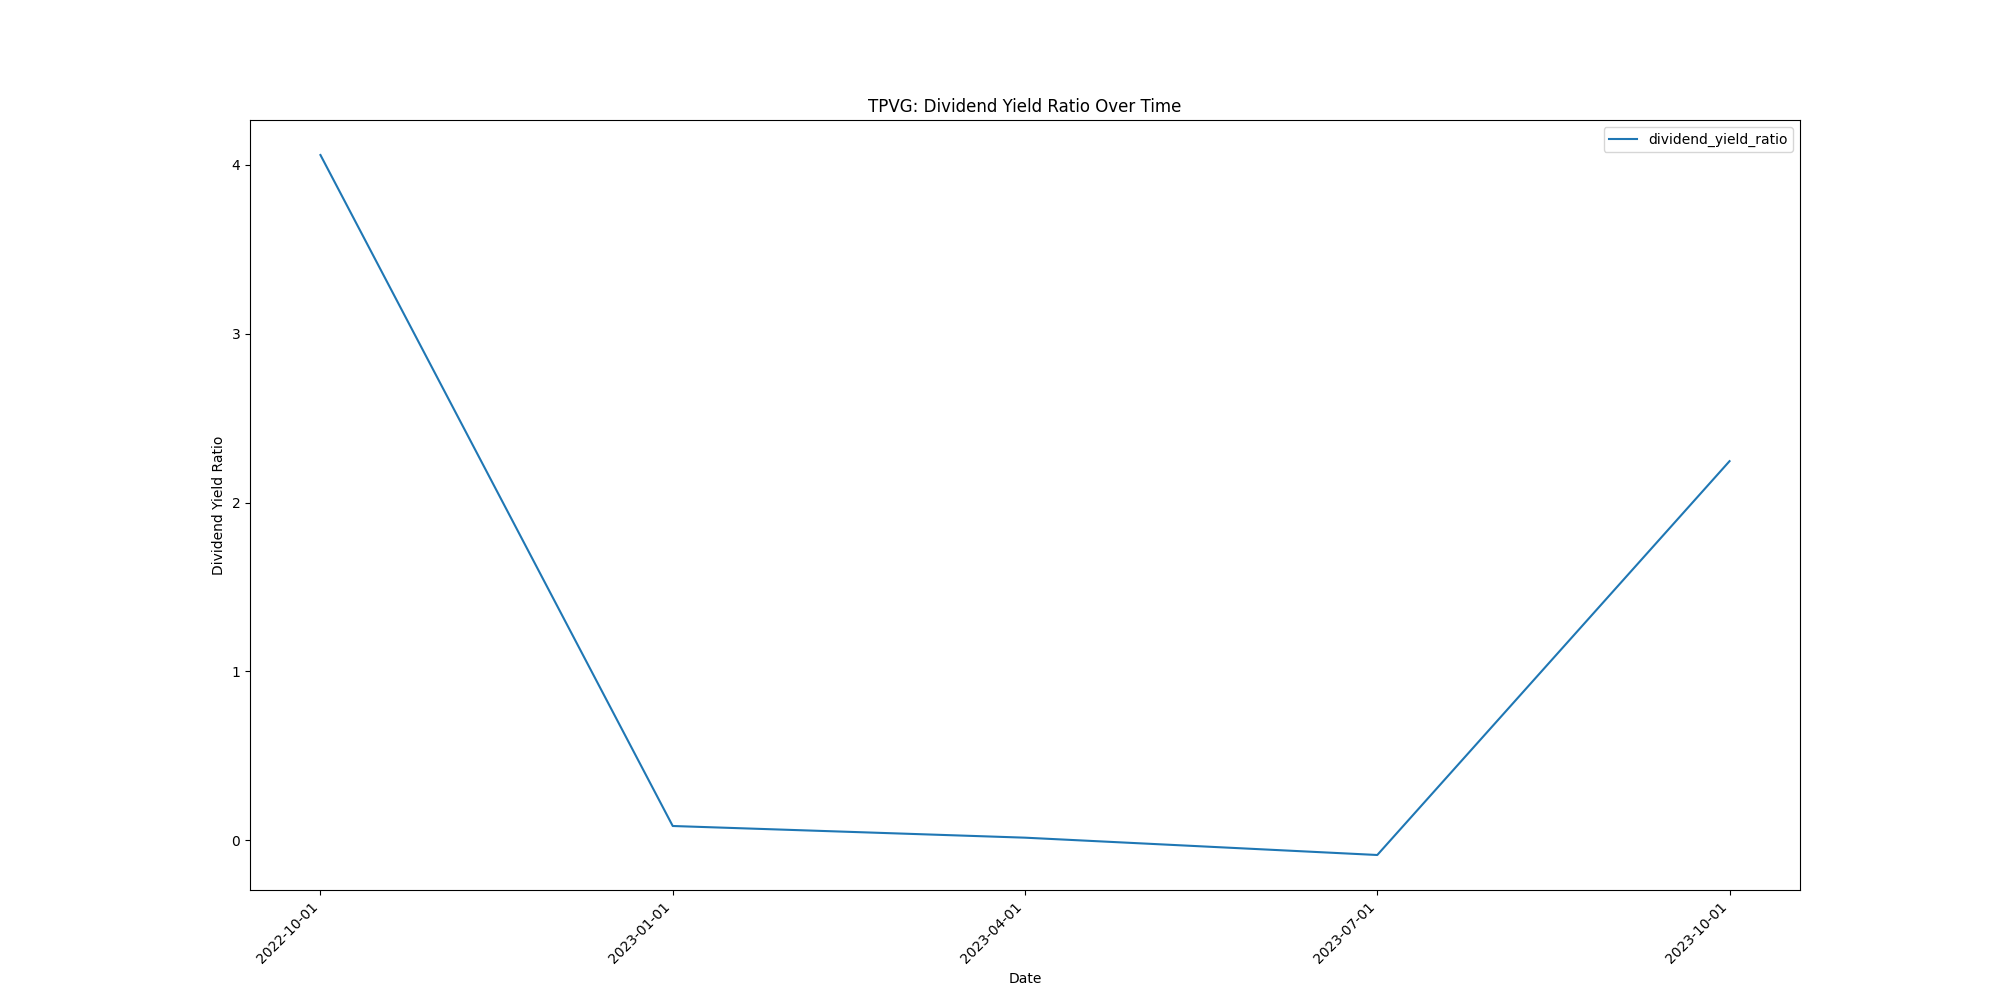 TPVG: Dividend Yield Ratio Over Time
dividend_yield_ratio
4
3
2
1
0
Dividend Yield Ratio
2022-10-01
2023-01-01
2023-04-01
2023-07-01
2023-10-01
Date